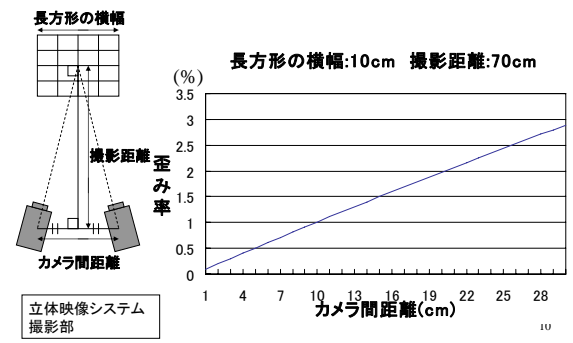 長方形の横幅
撮影距離
カメラ間距離
立体映像システム
撮影部
長方形の横幅:10cm 撮影距離:70cm
(%)
歪み率
3.5
3
2.5
2
1.5
1
0.5
0
1 4 7 10 13 16 19 22 25 28
カメラ間距離(cm)
10